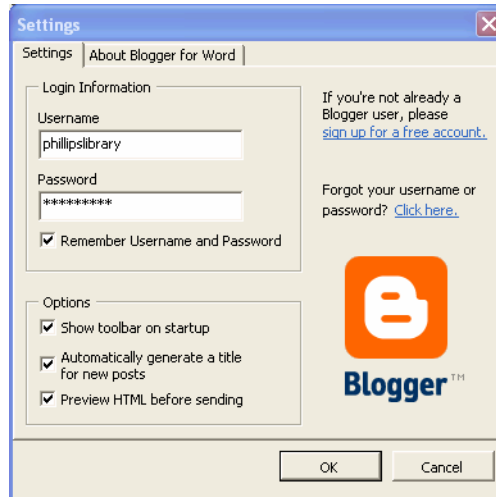 Settings
Settings
About Blogger for Word
Login Information
Username
phillipslibrary
Password
*********
Remember Username and Password
If you're not already a
Blogger user, please
sign up for a free account.
Forgot your username or
password? Click here.
Options
Show toolbar on startup
Automatically generate a title
for new posts
Preview HTML before sending
Blogger™
OK
Cancel